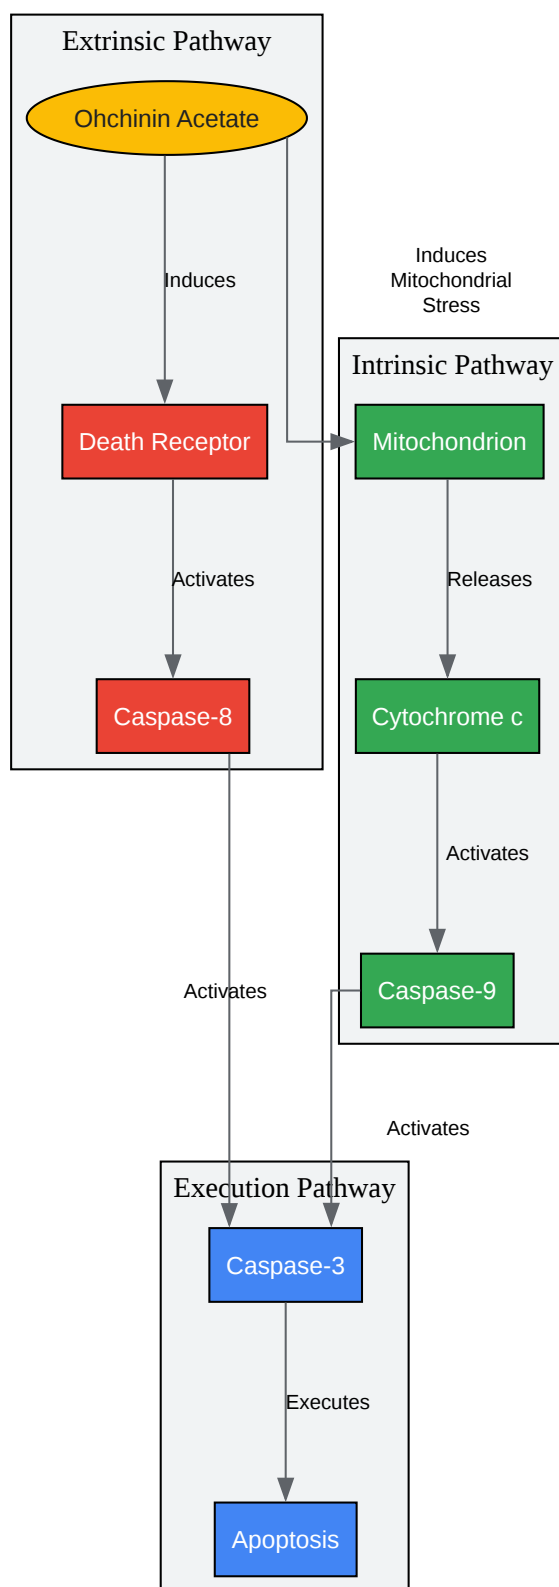 Extrinsic Pathway
Ohchinin Acetate
Induces
Induces
Mitochondrial
Stress
Intrinsic Pathway
Death Receptor
Mitochondrion
Activates
Releases
Caspase-8
Cytochrome c
Activates
Activates
Caspase-9
Activates
Execution Pathway
Caspase-3
Executes
Apoptosis